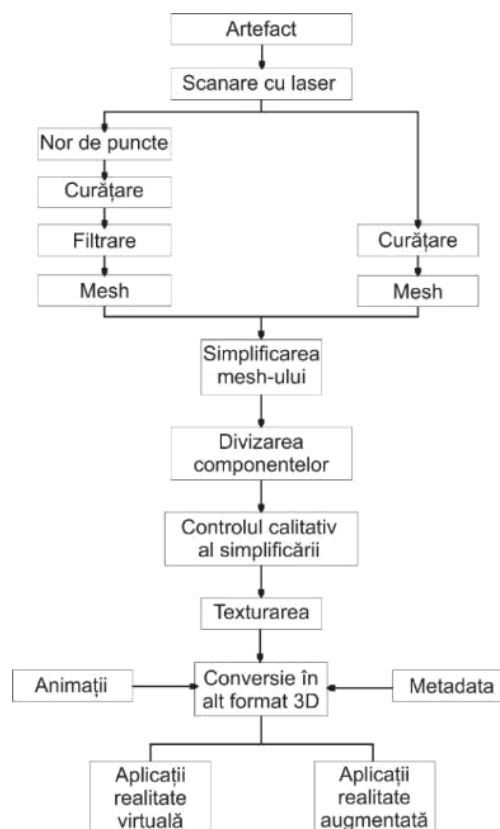 Artefact
Scanare cu laser
Nor de puncte
Curățare
Filtrare
Mesh
Curățare
Mesh
Simplificarea
mesh-ului
Divizarea
componentelor
Controlul calitativ
al simplificării
Texturarea
Animații
Conversie în
alt format 3D
Metadata
Aplicații
realitate
virtuală
Aplicații
realitate
augmentată